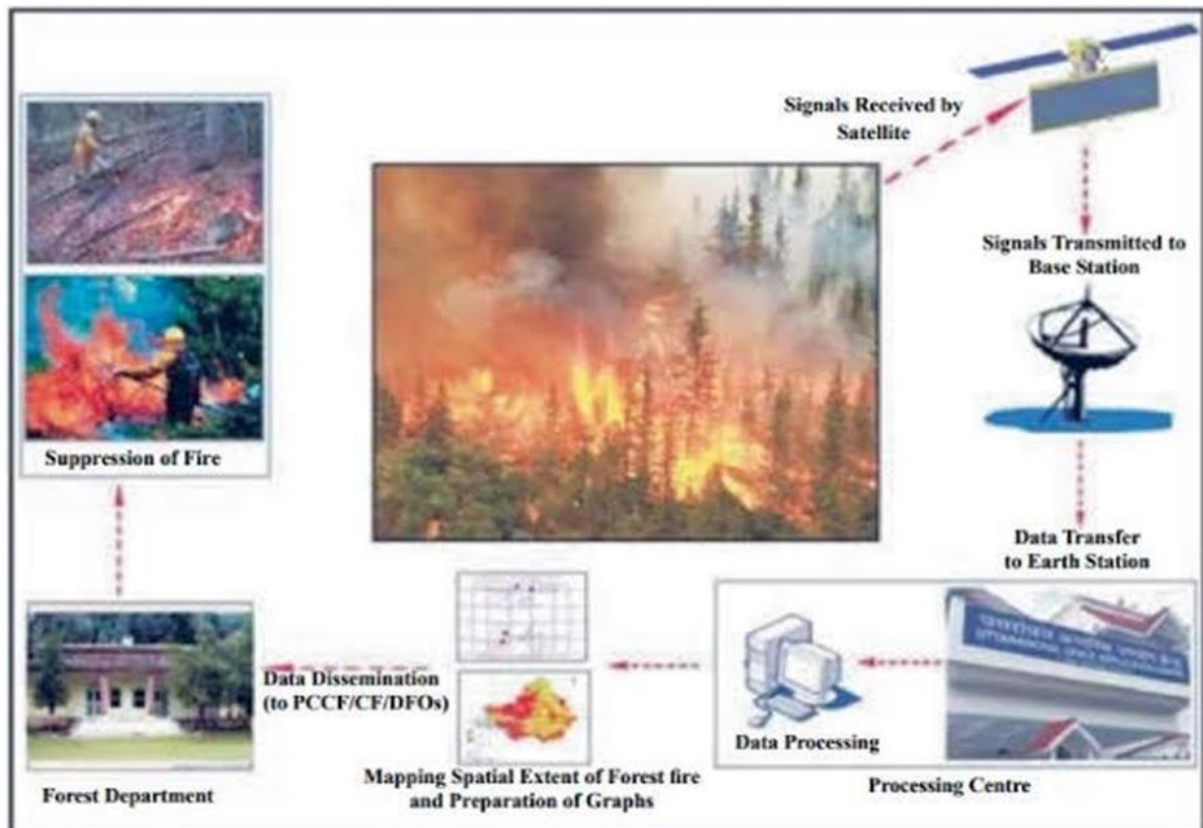 Signals Received by
Satellite
Signals Transmitted to
Base Station
Data Transfer
to Earth Station
Processing Centre
Data Processing
Mapping Spatial Extent of Forest fire
and Preparation of Graphs
Data Dissemination
(to PCCF/CF/DFOs)
Forest Department
Suppression of Fire